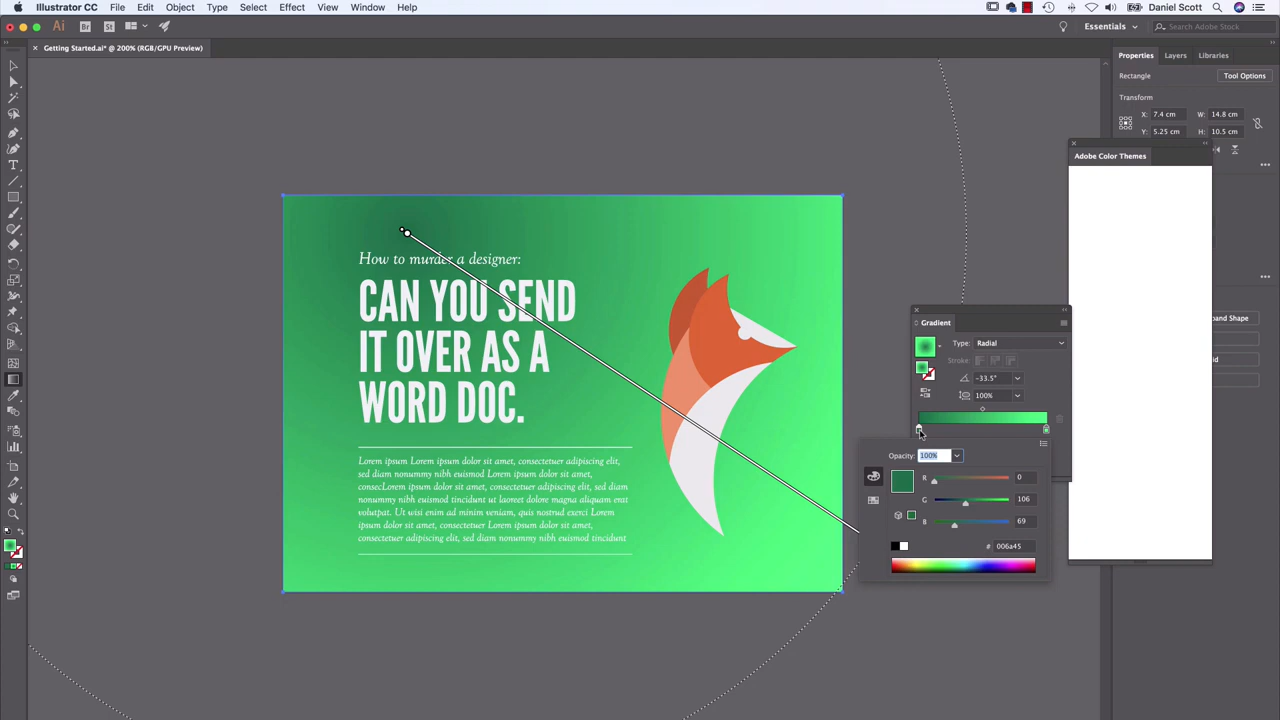 Illustrator CC File Edit Object Type Select Effect View Window Help Daniel Scott
Ai Br St Essentials Search Adobe Stock
Getting Started.ai* @ 200% (RGB/GPU Preview)
Properties Layers Libraries
Rectangle Tool Options
Transform
X: 7.4 cm W: 14.8 cm
Y: 5.25 cm H: 10.5 cm
Adobe Color Themes
How to murder a designer:
CAN YOU SEND
IT OVER AS A
WORD DOC.
Lorem ipsum Lorem ipsum dolor sit amet, consectetuer adipiscing elit,
sed diam nonummy nibh euismod tincidunt
consecLorem ipsum dolor sit amet, consectetuer adipiscing elit, sed diam
nonummy nibh euismod tincidunt ut laoreet dolore magna aliquam erat
volutpat. Ut wisi enim ad minim veniam, quis nostrud exerci Lorem
ipsum dolor sit amet, consectetuer adipiscing elit, sed diam nonummy
consectetuer adipiscing elit, sed diam nonummy nibh euismod tincidunt
Gradient
Type: Radial
Stroke:
-33.5°
100%
Opacity: 100%
R 0
G 106
B 69
# 006a45
and Shape